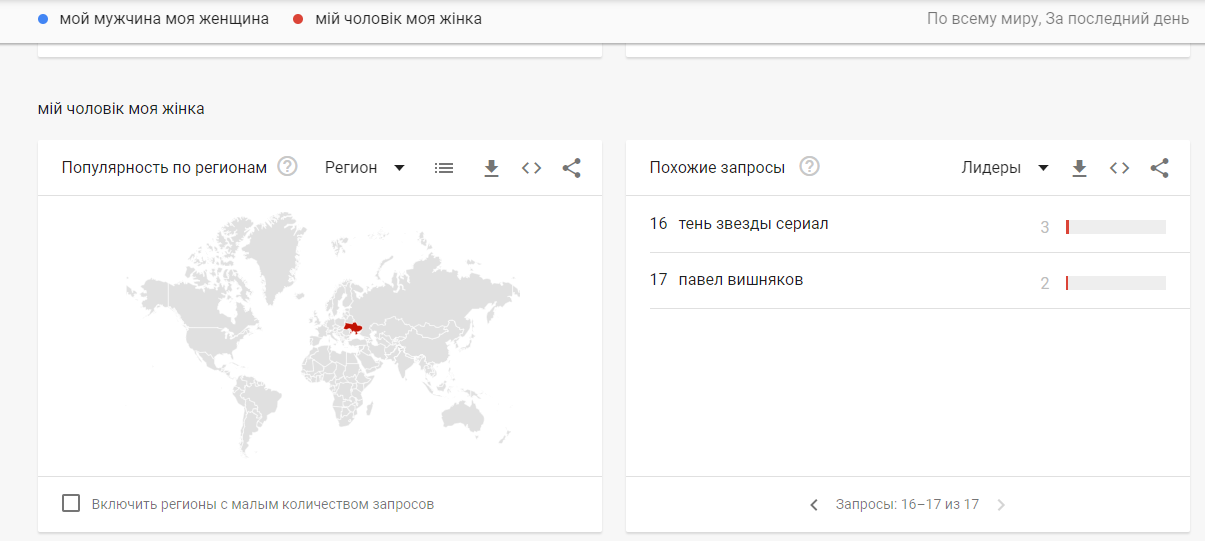 мой мужчина моя женщина
мій чоловік моя жінка
По всему миру, За последний день
мій чоловік моя жінка
Популярность по регионам
Регион
Похожие запросы
Лидеры
16 тень звезды сериал 3
17 павел вишняков 2
Включить регионы с малым количеством запросов
Запросы: 16–17 из 17